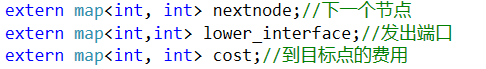 extern map<int, int> nextnode;//下一个节点
extern map<int,int> lower_interface;//发出端口
extern map<int, int> cost;//到目标点的费用